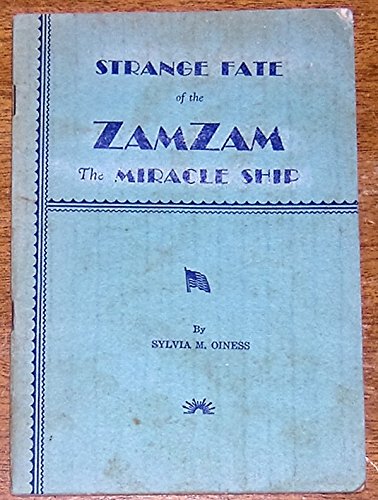 STRANGE FATE
of the
ZAMZAM
The MIRACLE SHIP
By
SYLVIA M. OINESS